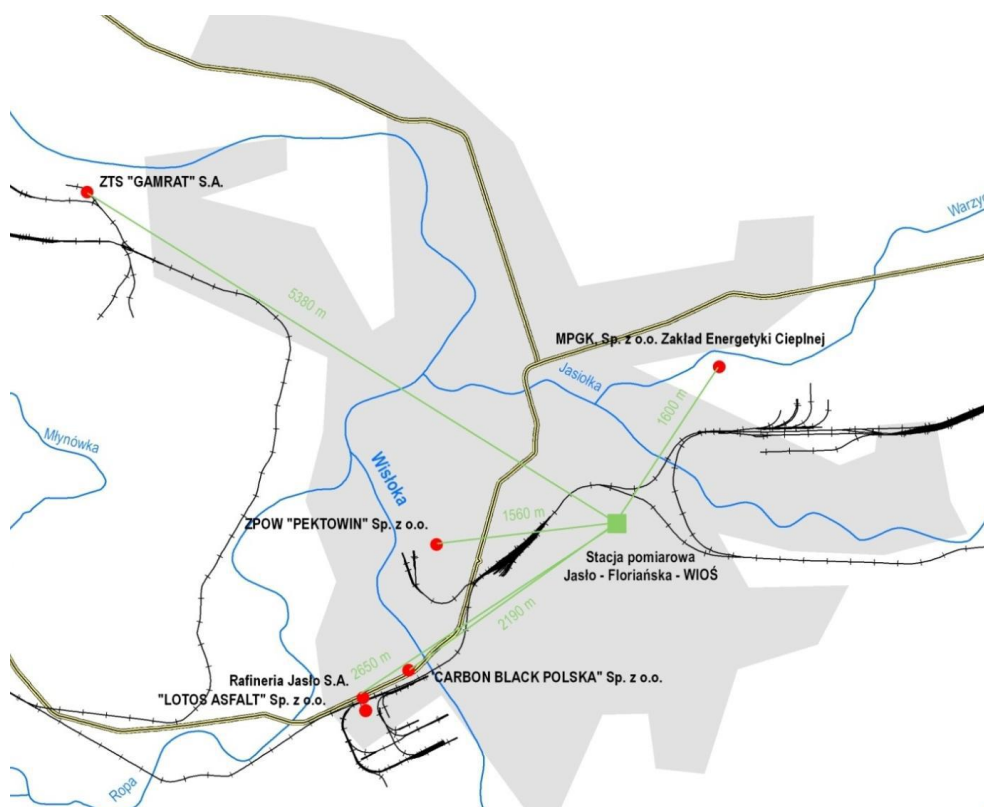 ZTS "GAMRAT" S.A.
Warzyc
5380 m
MPGK, Sp. z o.o. Zakład Energetyki Cieplnej
Jasiołka
1600 m
Młynówka
Wisłoka
ZPOW "PEKTOWIN" Sp. z o.o.
1560 m
Stacja pomiarowa
Jasło - Floriańska - WIOŚ
2190 m
2650 m
Rafineria Jasło S.A.
"CARBON BLACK POLSKA" Sp. z o.o.
"LOTOS ASFALT" Sp. z o.o.
Ropa